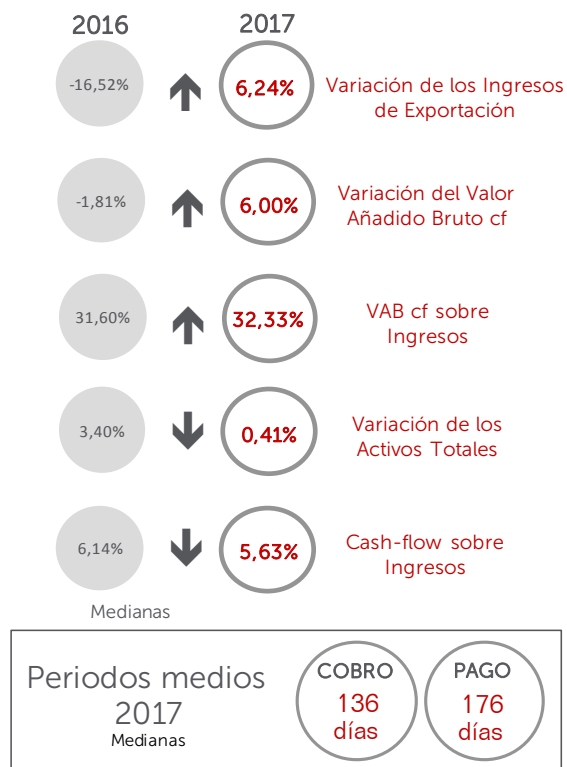 2016 2017
-16,52% 6,24% Variación de los Ingresos
de Exportación
-1,81% 6,00% Variación del Valor
Añadido Bruto cf
31,60% 32,33% VAB cf sobre
Ingresos
3,40% 0,41% Variación de los
Activos Totales
6,14% 5,63% Cash-flow sobre
Ingresos
Medianas
Periodos medios
2017
Medianas
COBRO
136
días
PAGO
176
días